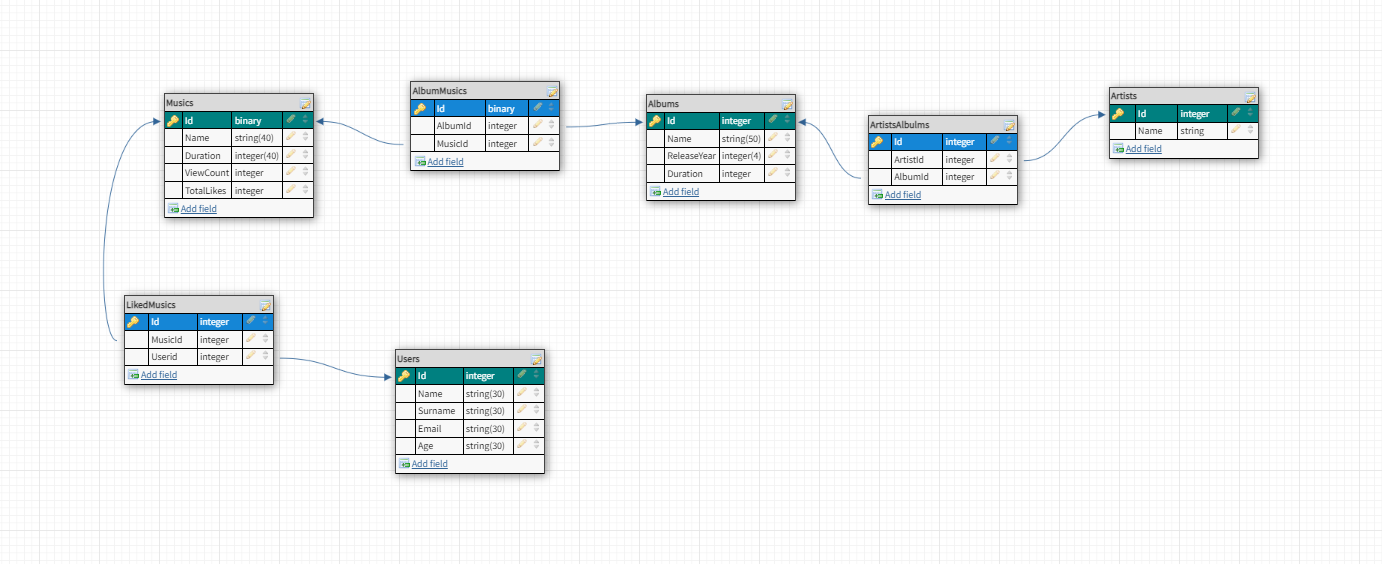 Musics
Id binary
Name string(40)
Duration integer(40)
ViewCount integer
TotalLikes integer
Add field
AlbumMusics
Id binary
AlbumId integer
MusicId integer
Add field
Albums
Id integer
Name string(50)
ReleaseYear integer(4)
Duration integer
Add field
ArtistsAlbulms
Id integer
ArtistId integer
AlbumId integer
Add field
Artists
Id integer
Name string
Add field
LikedMusics
Id integer
MusicId integer
Userid integer
Add field
Users
Id integer
Name string(30)
Surname string(30)
Email string(30)
Age string(30)
Add field